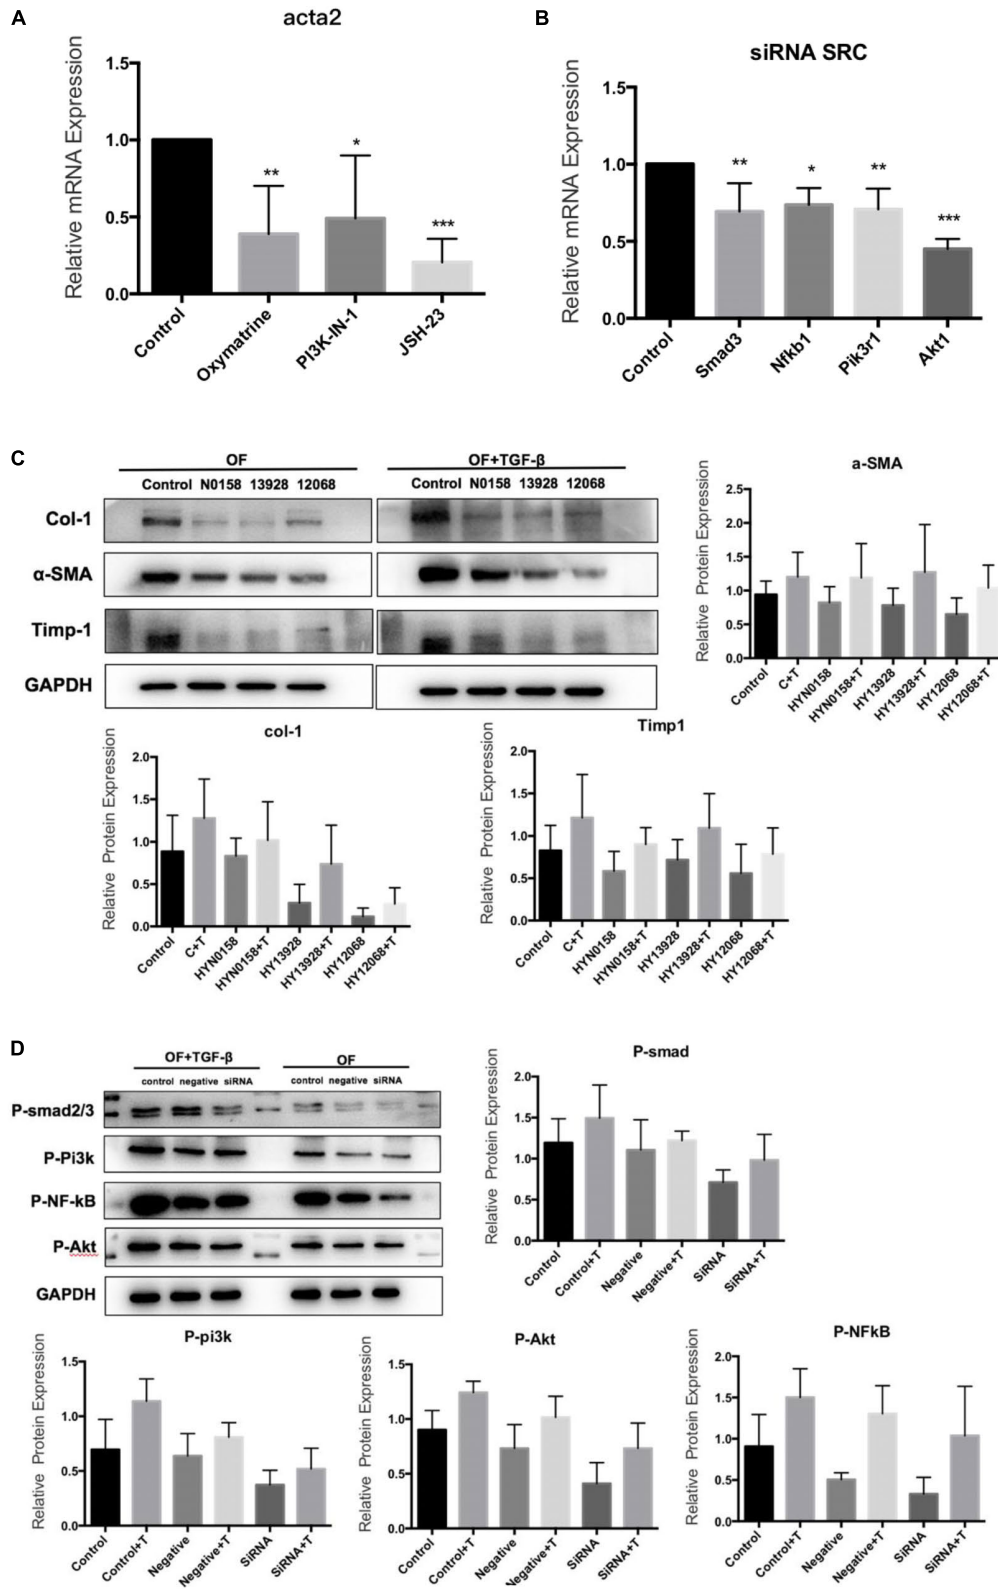 A
acta2
Relative mRNA Expression
1.5
1.0
0.5
0.0
**
*
***
Control
Oxymatrine
PI3K-IN-1
JSH-23
B
siRNA SRC
Relative mRNA Expression
1.5
1.0
0.5
0.0
**
*
**
***
Control
Smad3
Nfkb1
Pik3r1
Akt1
C
OF
OF+TGF-β
Control N0158 13928 12068
Control N0158 13928 12068
Col-1
α-SMA
Timp-1
GAPDH
a-SMA
Relative Protein Expression
2.5
2.0
1.5
1.0
0.5
0.0
Control
C+T
HYN0158
HYN0158+T
HY13928
HY13928+T
HY12068
HY12068+T
col-1
Relative Protein Expression
2.0
1.5
1.0
0.5
0.0
Control
C+T
HYN0158
HYN0158+T
HY13928
HY13928+T
HY12068
HY12068+T
Timp1
Relative Protein Expression
2.0
1.5
1.0
0.5
0.0
Control
C+T
HYN0158
HYN0158+T
HY13928
HY13928+T
HY12068
HY12068+T
D
OF+TGF-β
OF
control negative siRNA
control negative siRNA
P-smad2/3
P-Pi3k
P-NF-kB
P-Akt
GAPDH
P-smad
Relative Protein Expression
2.0
1.5
1.0
0.5
0.0
Control
Control+T
Negative
Negative+T
SiRNA
SiRNA+T
P-pi3k
Relative Protein Expression
1.5
1.0
0.5
0.0
Control
Control+T
Negative
Negative+T
SiRNA
SiRNA+T
P-Akt
Relative Protein Expression
1.5
1.0
0.5
0.0
Control
Control+T
Negative
Negative+T
SiRNA
SiRNA+T
P-NFkB
Relative Protein Expression
2.0
1.5
1.0
0.5
0.0
Control
Control+T
Negative
Negative+T
SiRNA
SiRNA+T